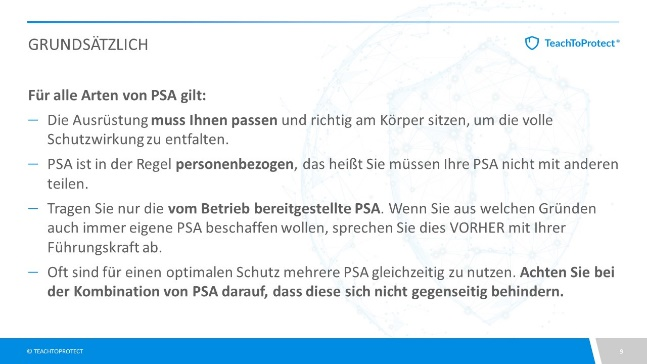 GRUNDSÄTZLICH
TeachToProtect®
Für alle Arten von PSA gilt:
– Die Ausrüstung muss Ihnen passen und richtig am Körper sitzen, um die volle
Schutzwirkung zu entfalten.
– PSA ist in der Regel personenbezogen, das heißt Sie müssen Ihre PSA nicht mit anderen
teilen.
– Tragen Sie nur die vom Betrieb bereitgestellte PSA. Wenn Sie aus welchen Gründen
auch immer eigene PSA beschaffen wollen, sprechen Sie dies VORHER mit Ihrer
Führungskraft ab.
– Oft sind für einen optimalen Schutz mehrere PSA gleichzeitig zu nutzen. Achten Sie bei
der Kombination von PSA darauf, dass diese sich nicht gegenseitig behindern.
© TEACHTOPROTECT